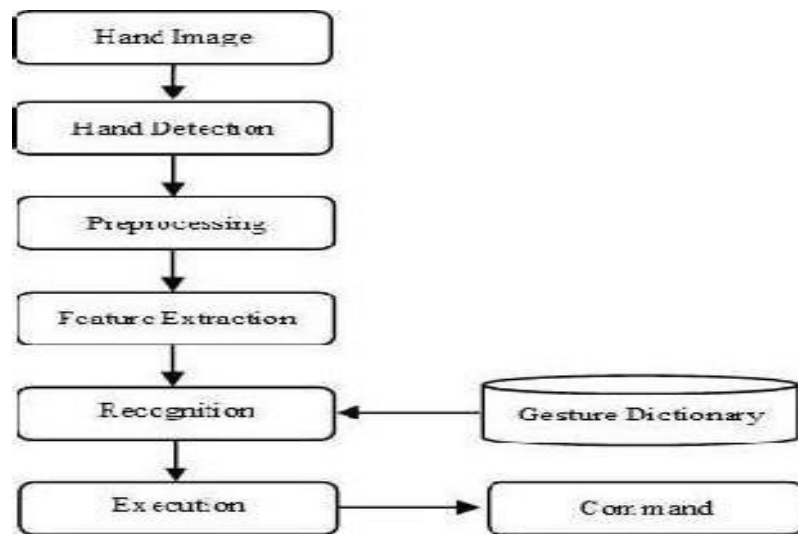 Hand Image
Hand Detection
Preprocessing
Feature Extraction
Recognition
Gesture Dictionary
Execution
Command